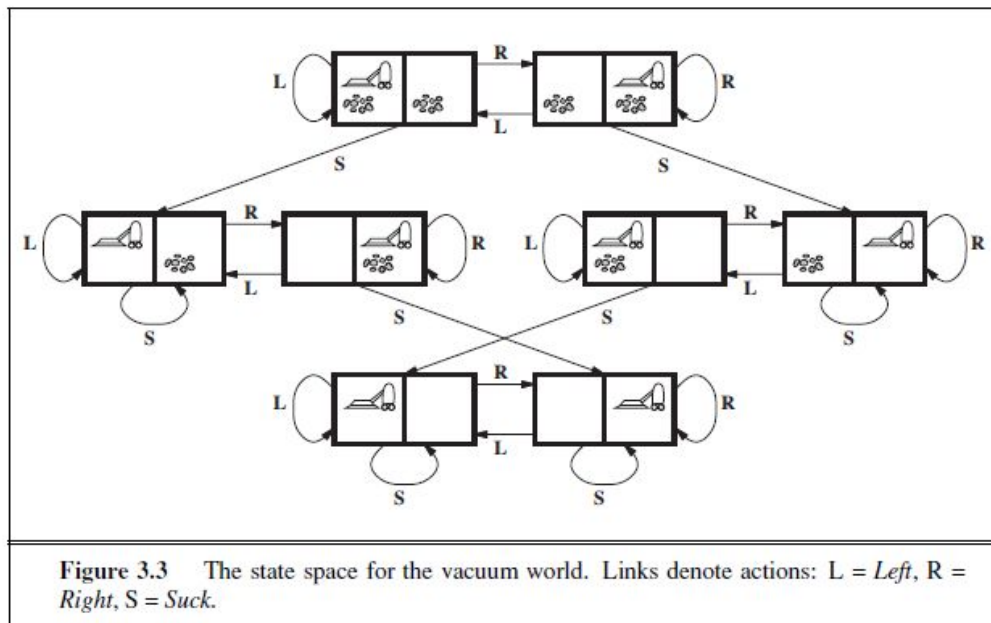 R
L
R
L
S
S
R
R
L
R
L
R
L
L
S
S
S
S
R
L
R
L
S
S
Figure 3.3 The state space for the vacuum world. Links denote actions: L = Left, R =
Right, S = Suck.